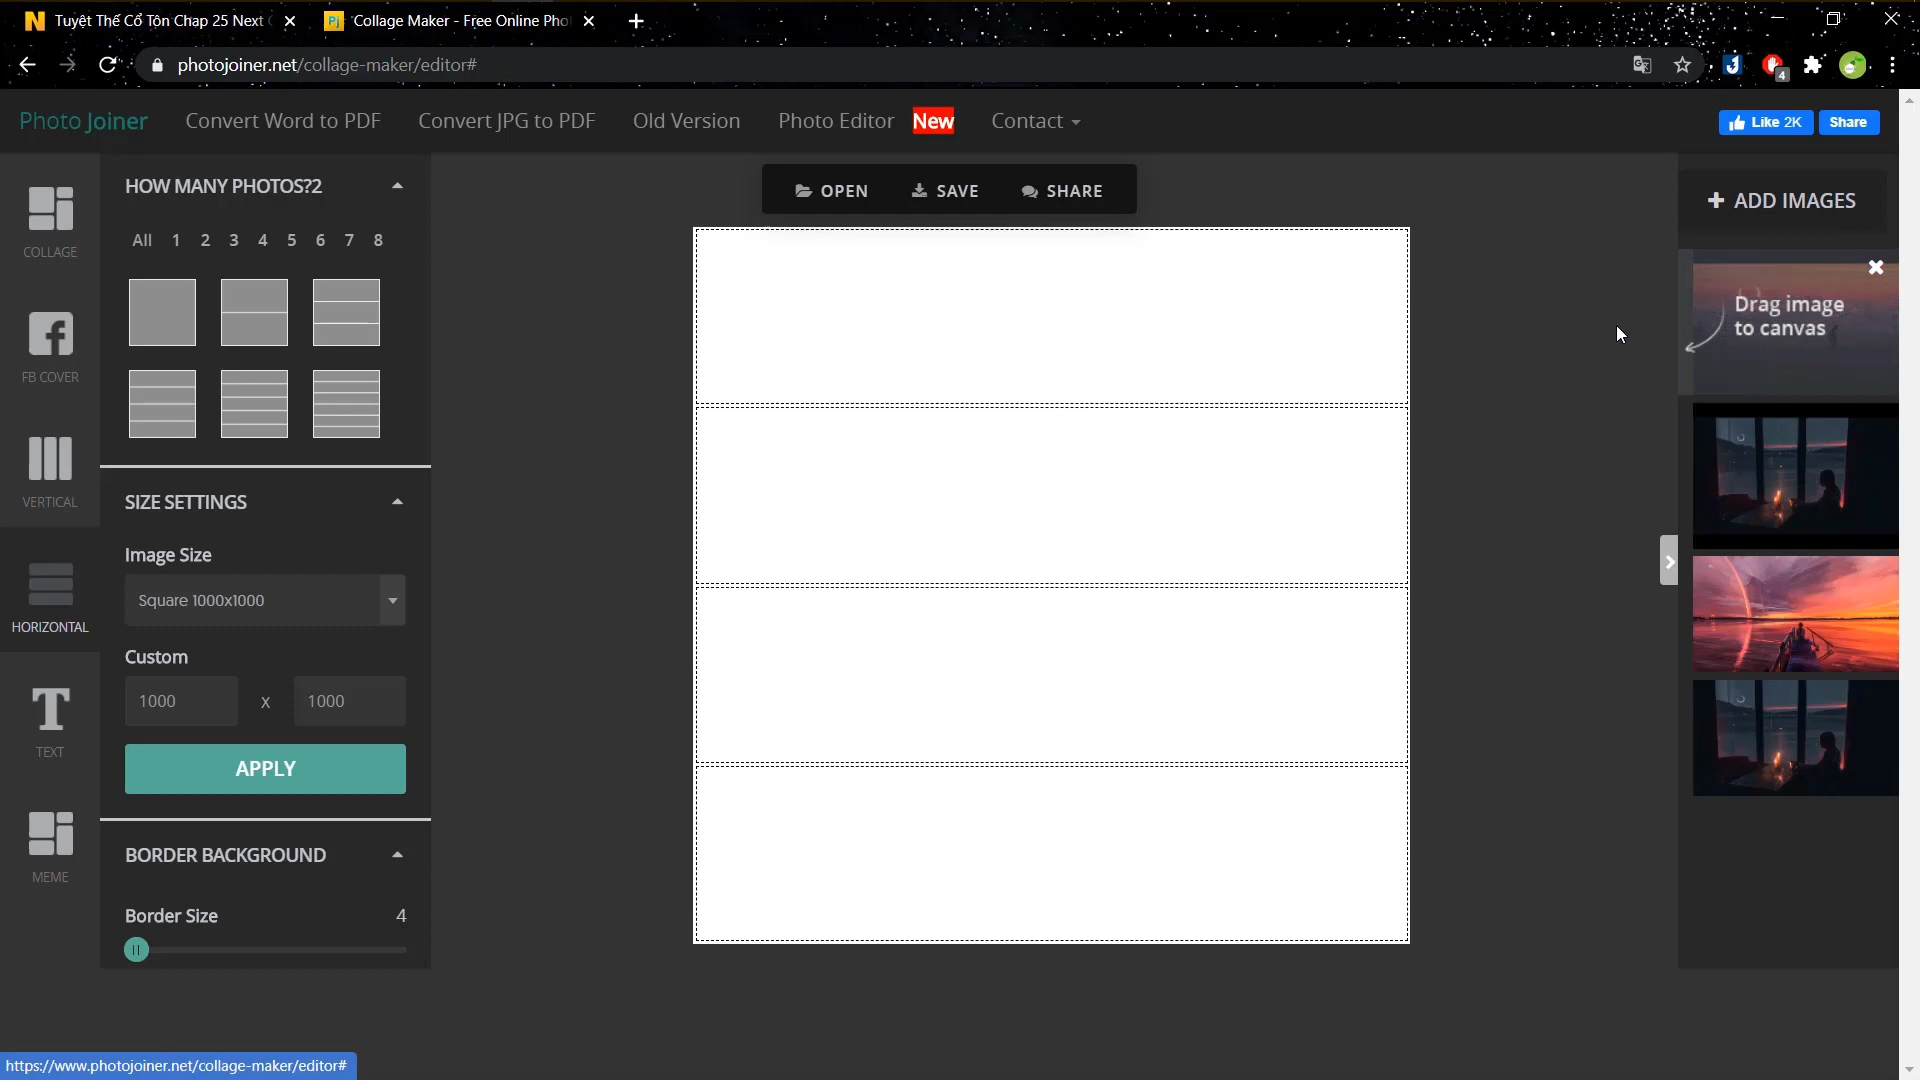 Tuyệt Thế Cổ Tôn Chap 25 Next
Collage Maker - Free Online Pho
photojoiner.net/collage-maker/editor#
4
Photo Joiner
Convert Word to PDF
Convert JPG to PDF
Old Version
Photo Editor New
Contact
Like 2K
Share
COLLAGE
FB COVER
VERTICAL
HORIZONTAL
TEXT
MEME
HOW MANY PHOTOS?2
All 1 2 3 4 5 6 7 8
SIZE SETTINGS
Image Size
Square 1000x1000
Custom
1000 x 1000
APPLY
BORDER BACKGROUND
Border Size 4
OPEN SAVE SHARE
+ ADD IMAGES
Drag image
to canvas
https://www.photojoiner.net/collage-maker/editor#